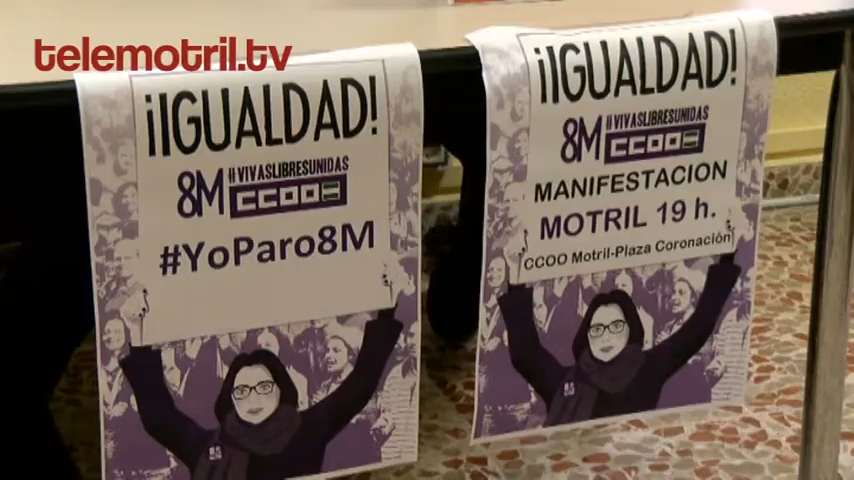 telemotril.tv
¡IGUALDAD!
8M #VIVASLIBRESUNIDAS
CCOO
#YoParo8M
¡IGUALDAD!
8M #VIVASLIBRESUNIDAS
CCOO
MANIFESTACION
MOTRIL 19 h.
CCOO Motril-Plaza Coronación